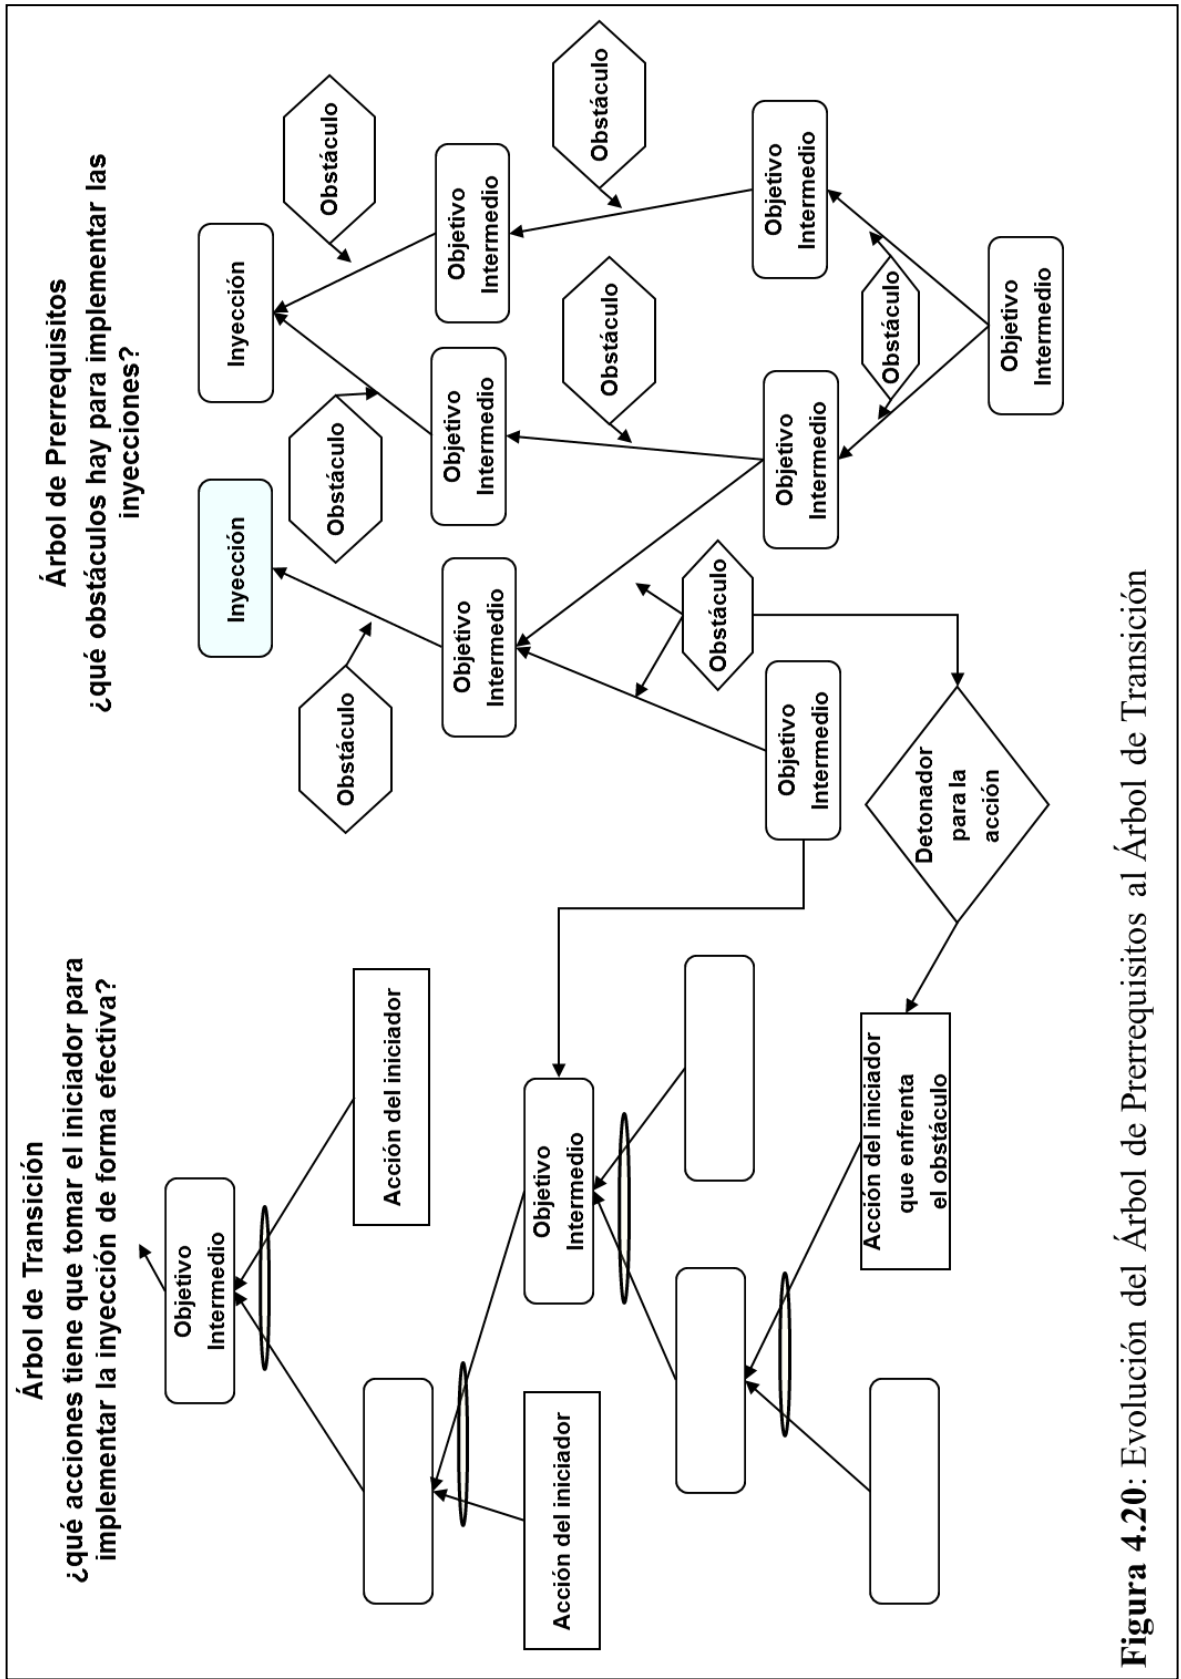 Árbol de Transición
¿qué acciones tiene que tomar el iniciador para
implementar la inyección de forma efectiva?
Objetivo
Intermedio
Acción del iniciador
Acción del iniciador
Objetivo
Intermedio
Acción del iniciador
que enfrenta
el obstáculo
Árbol de Prerrequisitos
¿qué obstáculos hay para implementar las
inyecciones?
Inyección
Inyección
Obstáculo
Obstáculo
Obstáculo
Objetivo
Intermedio
Objetivo
Intermedio
Objetivo
Intermedio
Obstáculo
Obstáculo
Obstáculo
Objetivo
Intermedio
Objetivo
Intermedio
Objetivo
Intermedio
Obstáculo
Detonador
para la
acción
Objetivo
Intermedio
Figura 4.20: Evolución del Árbol de Prerrequisitos al Árbol de Transición